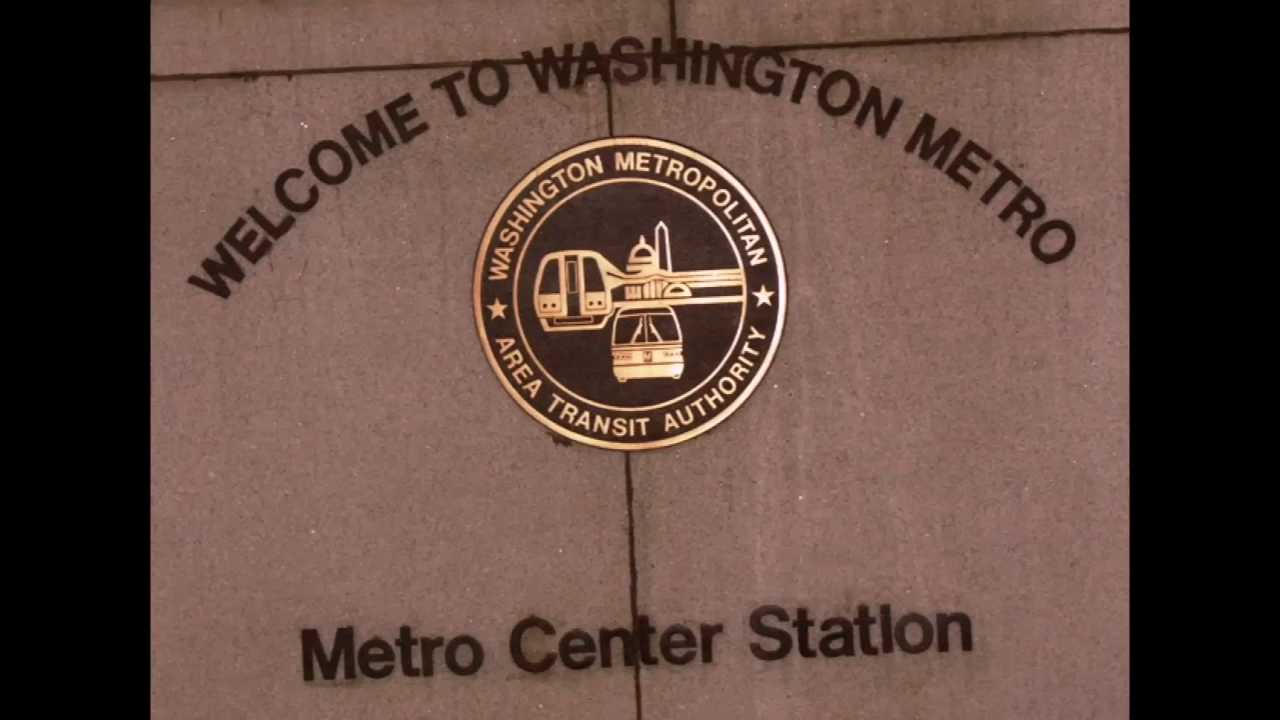 WELCOME TO WASHINGTON METRO
WASHINGTON METROPOLITAN
AREA TRANSIT AUTHORITY
M
Metro Center Station